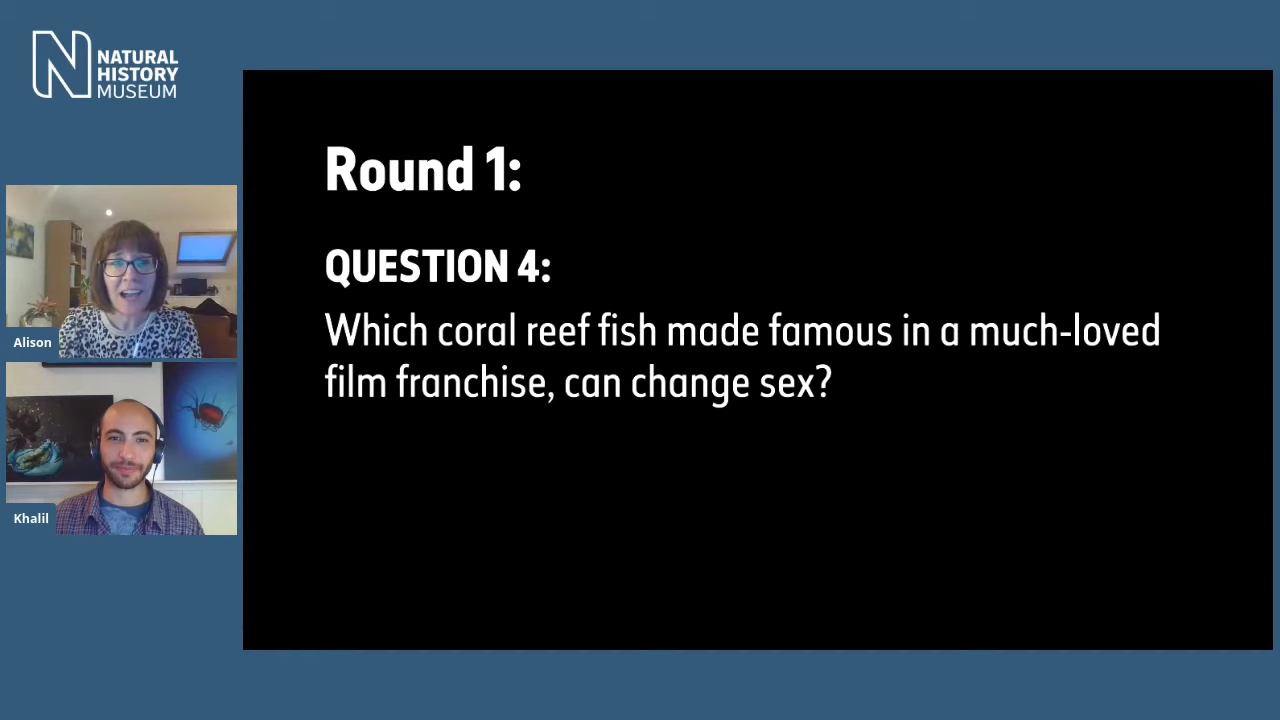 NATURAL
HISTORY
MUSEUM
Round 1:
QUESTION 4:
Which coral reef fish made famous in a much-loved
film franchise, can change sex?
Alison
Khalil